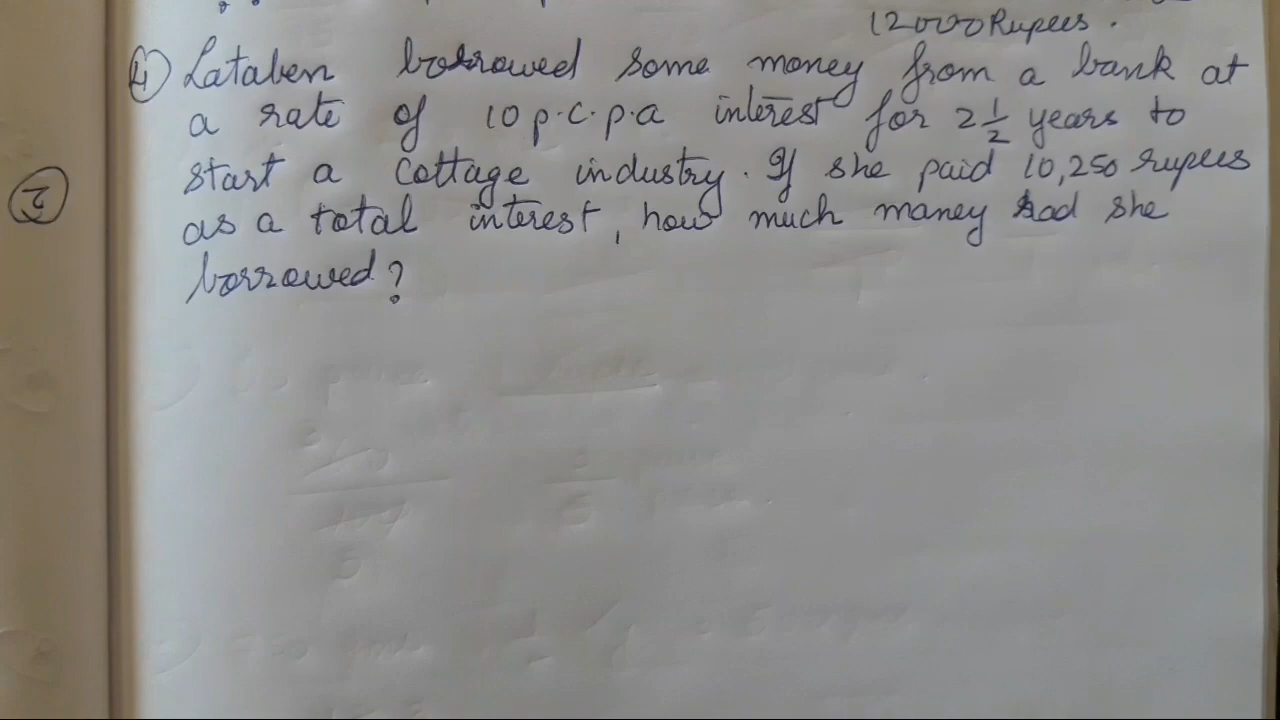 12000 Rupees.
4) Lataben borrowed some money from a bank at
a rate of 10 p.c.p.a interest for 2 1/2 years to
start a cottage industry. If she paid 10,250 rupees
as a total interest, how much maney had she
borrowed?